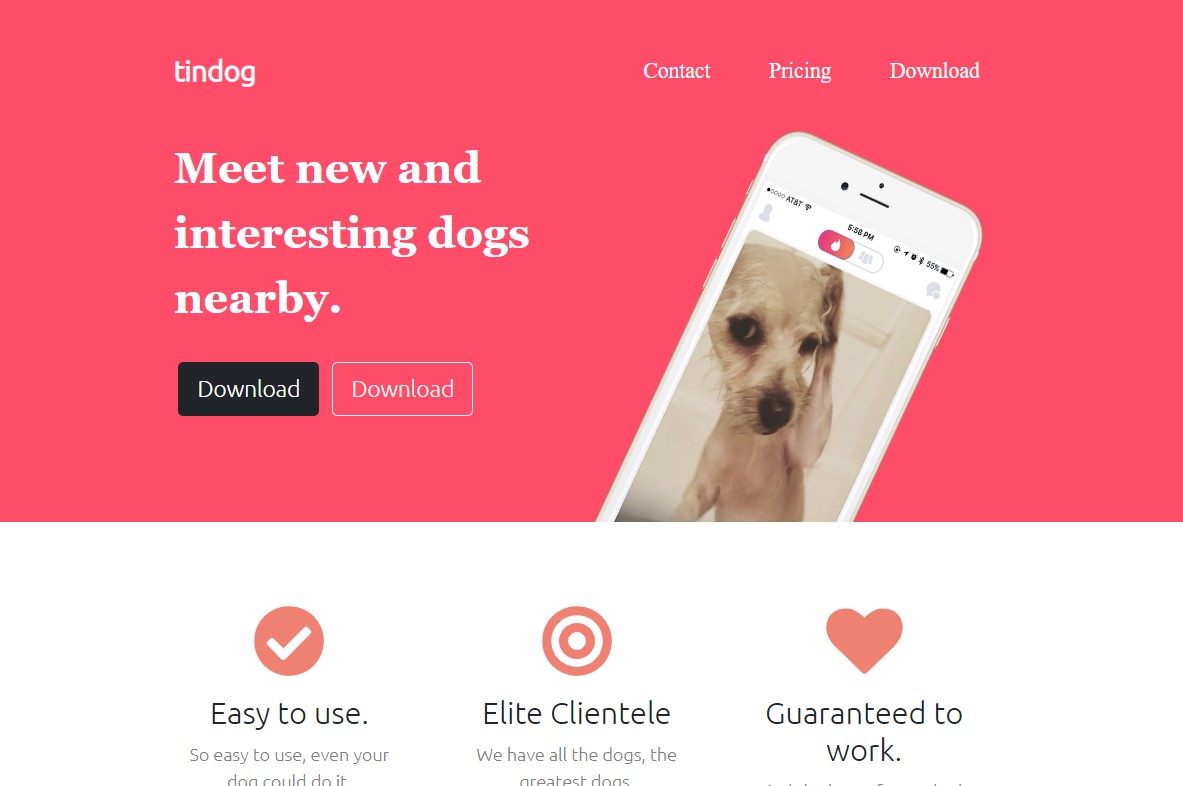 tindog
Contact Pricing Download
Meet new and
interesting dogs
nearby.
Download Download
AT&T
5:56 PM
55%
Easy to use.
Elite Clientele
Guaranteed to
work.
So easy to use, even your
dog could do it
We have all the dogs, the
greatest dogs